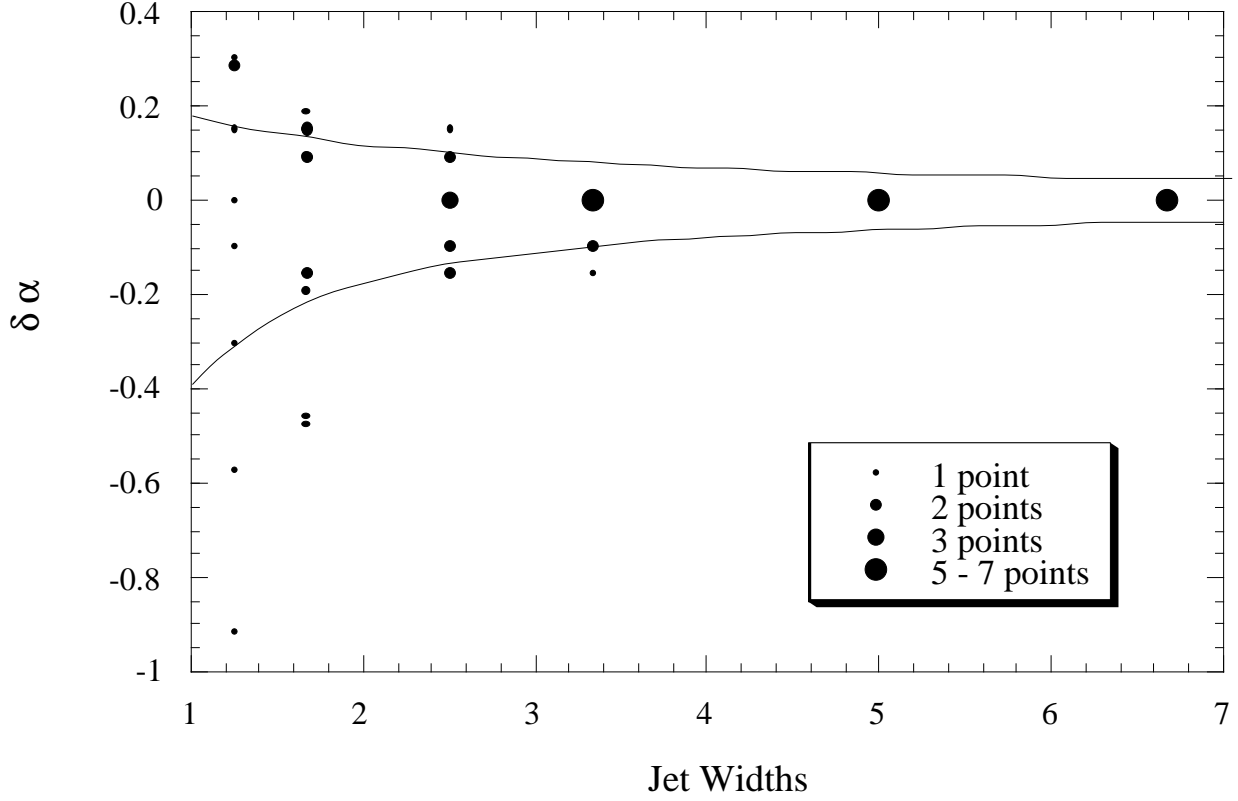 0.4
0.2
0
-0.2
-0.4
-0.6
-0.8
-1
δ α
1 point
2 points
3 points
5 - 7 points
1 2 3 4 5 6 7
Jet Widths